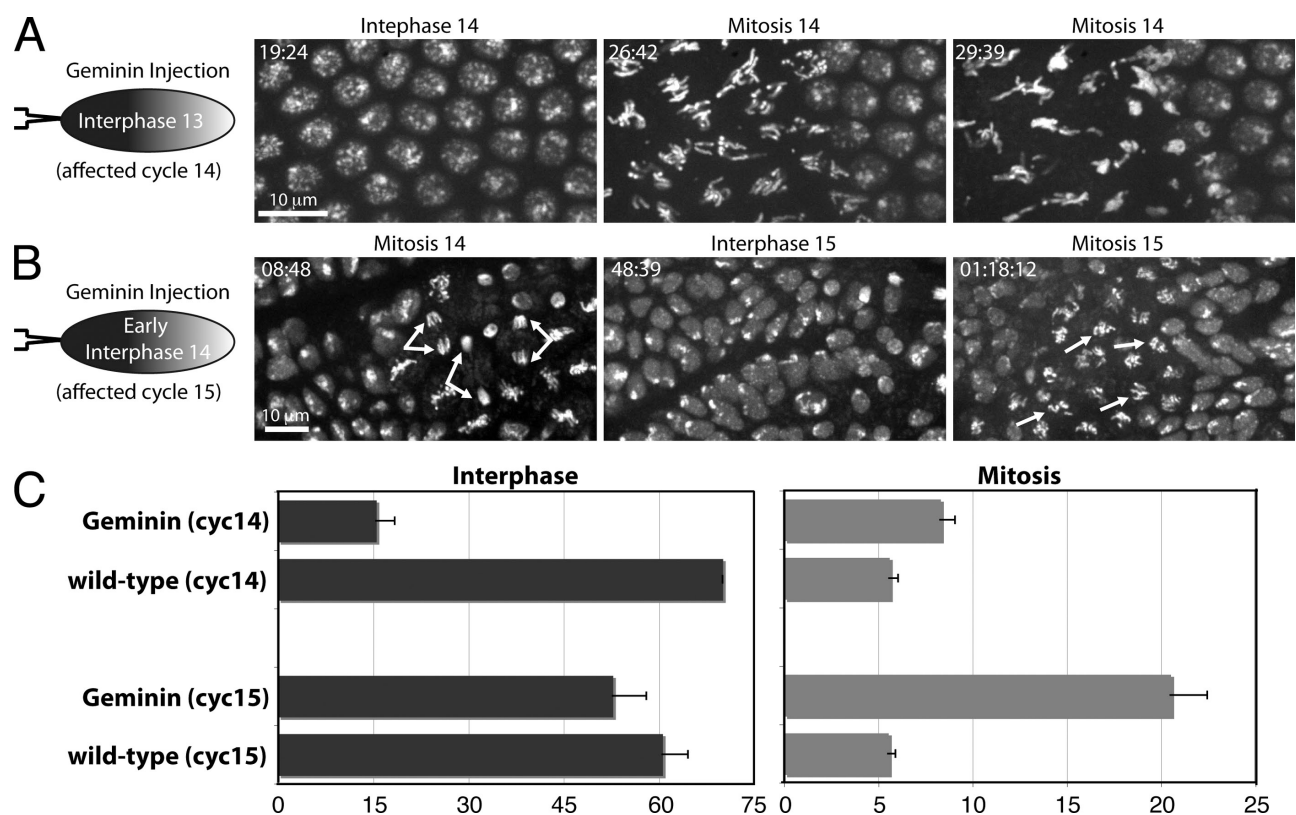 A
Geminin Injection
Interphase 13
(affected cycle 14)
Intephase 14
Mitosis 14
Mitosis 14
19:24
26:42
29:39
10 μm
B
Geminin Injection
Early
Interphase 14
(affected cycle 15)
Mitosis 14
Interphase 15
Mitosis 15
08:48
48:39
01:18:12
10 μm
C
Interphase
Mitosis
Geminin (cyc14)
wild-type (cyc14)
Geminin (cyc15)
wild-type (cyc15)
0 15 30 45 60 75
0 5 10 15 20 25